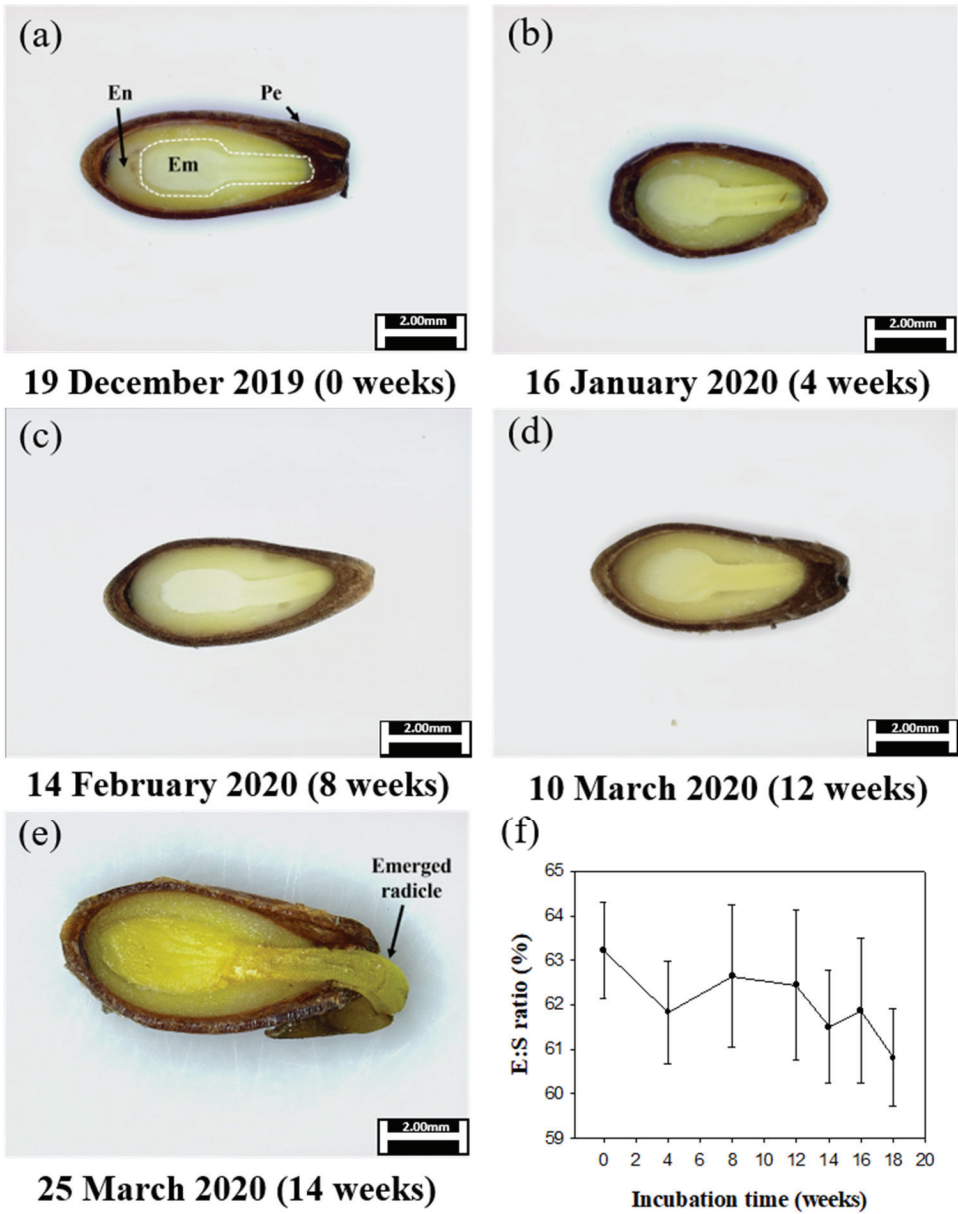 (a)
En
Pe
Em
2.00mm
19 December 2019 (0 weeks)
(b)
2.00mm
16 January 2020 (4 weeks)
(c)
2.00mm
14 February 2020 (8 weeks)
(d)
2.00mm
10 March 2020 (12 weeks)
(e)
Emerged
radicle
2.00mm
25 March 2020 (14 weeks)
(f)
65
64
63
62
61
60
59
E:S ratio (%)
0 2 4 6 8 10 12 14 16 18 20
Incubation time (weeks)